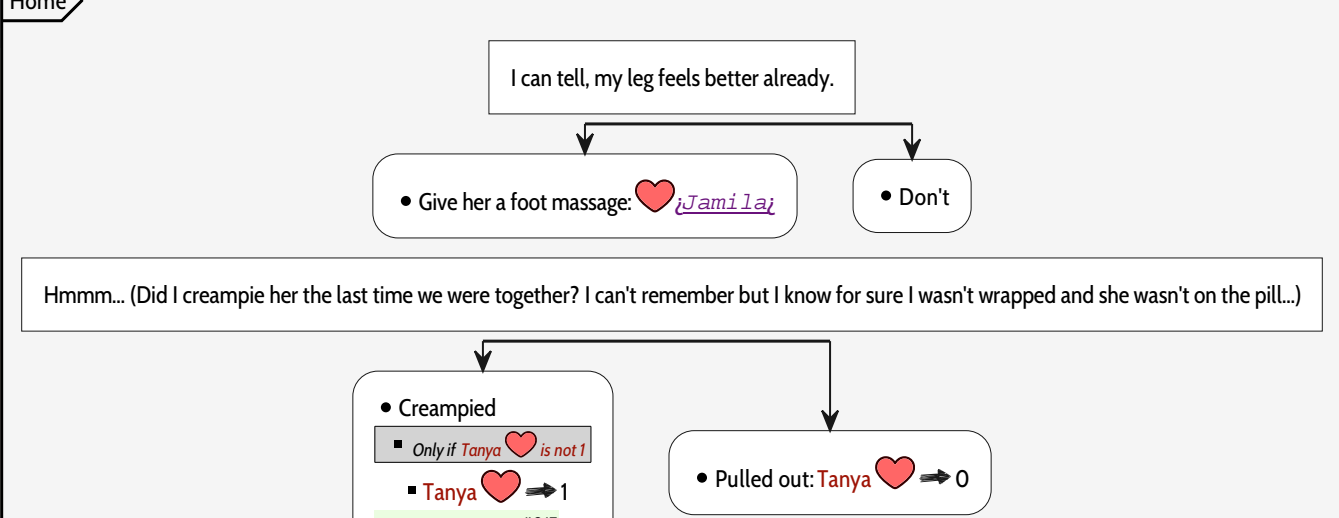 Home
I can tell, my leg feels better already.
• Give her a foot massage: ¿Jamila¿
• Don't
Hmmm... (Did I creampie her the last time we were together? I can't remember but I know for sure I wasn't wrapped and she wasn't on the pill...)
• Creampied
▪ Only if Tanya is not 1
▪ Tanya 1
• Pulled out: Tanya 0